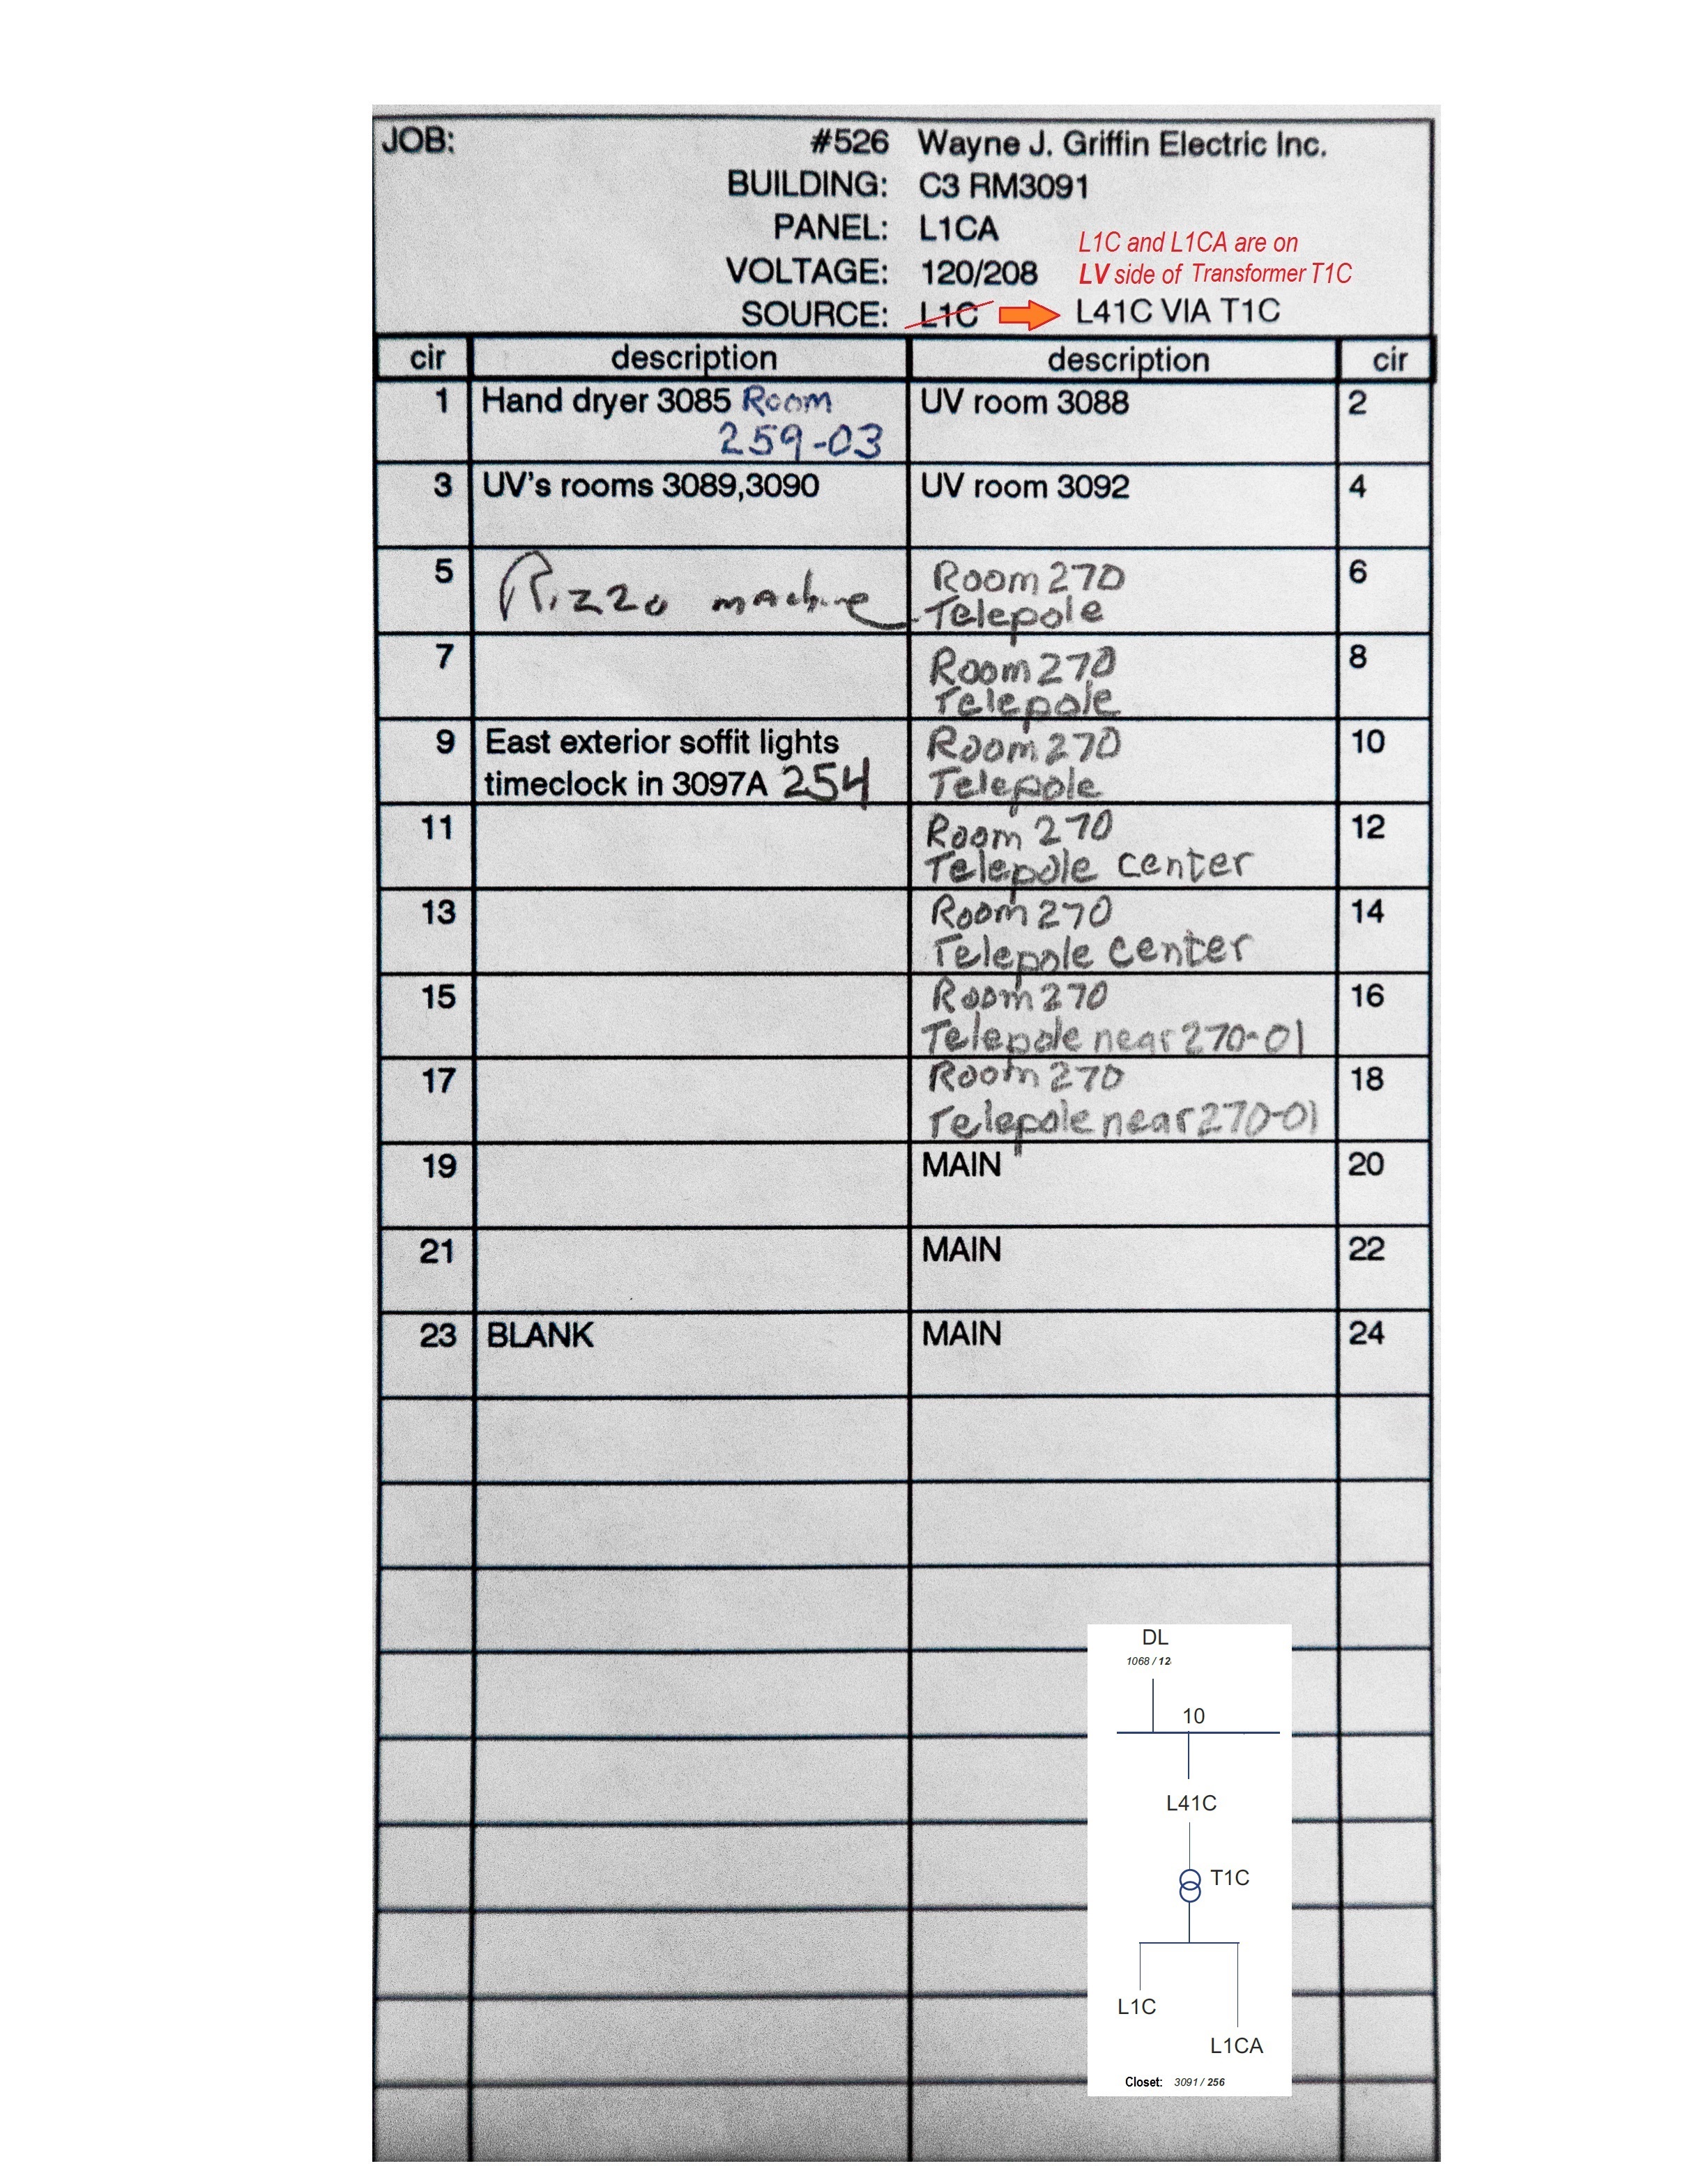 JOB: #526 Wayne J. Griffin Electric Inc.
BUILDING: C3 RM3091
PANEL: L1CA
L1C and L1CA are on
VOLTAGE: 120/208
LV side of Transformer T1C
SOURCE: L1C L41C VIA T1C
cir description description cir
1 Hand dryer 3085 Room UV room 3088 2
259-03
3 UV's rooms 3089,3090 UV room 3092 4
5 Rizzo machine Room 270 6
Telepole
7 Room 270 8
Telepole
9 East exterior soffit lights Room 270 10
timeclock in 3097A 254 Telepole
11 Room 270 12
Telepole center
13 Room 270 14
Telepole center
15 Room 270 16
Telepole near 270-01
17 Room 270 18
Telepole near 270-01
19 MAIN 20
21 MAIN 22
23 BLANK MAIN 24
DL
1068 / 12
10
L41C
T1C
L1C
L1CA
Closet: 3091 / 256